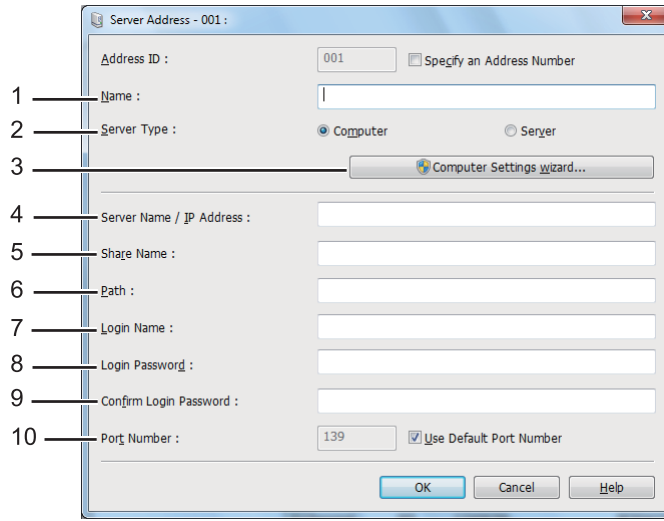 Server Address - 001 :
Address ID : 001 Specify an Address Number
1 Name :
2 Server Type : Computer Server
3 Computer Settings wizard...
4 Server Name / IP Address :
5 Share Name :
6 Path :
7 Login Name :
8 Login Password :
9 Confirm Login Password :
10 Port Number : 139 Use Default Port Number
OK Cancel Help